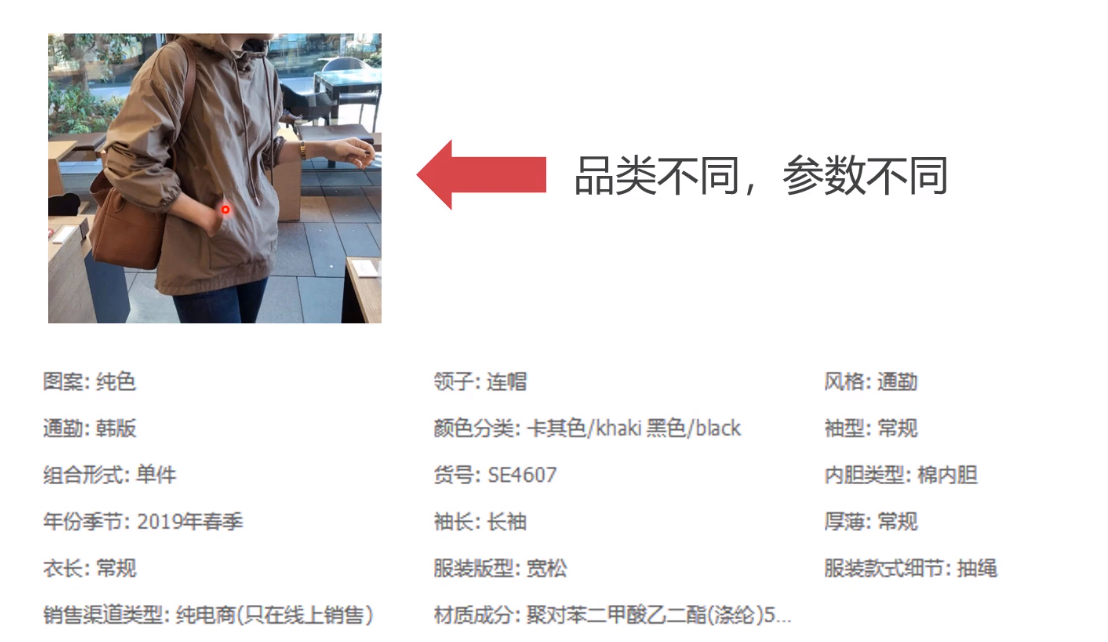 品类不同，参数不同
图案: 纯色 领子: 连帽 风格: 通勤
通勤: 韩版 颜色分类: 卡其色/khaki 黑色/black 袖型: 常规
组合形式: 单件 货号: SE4607 内胆类型: 棉内胆
年份季节: 2019年春季 袖长: 长袖 厚薄: 常规
衣长: 常规 服装版型: 宽松 服装款式细节: 抽绳
销售渠道类型: 纯电商(只在线上销售) 材质成分: 聚对苯二甲酸乙二酯(涤纶)5...